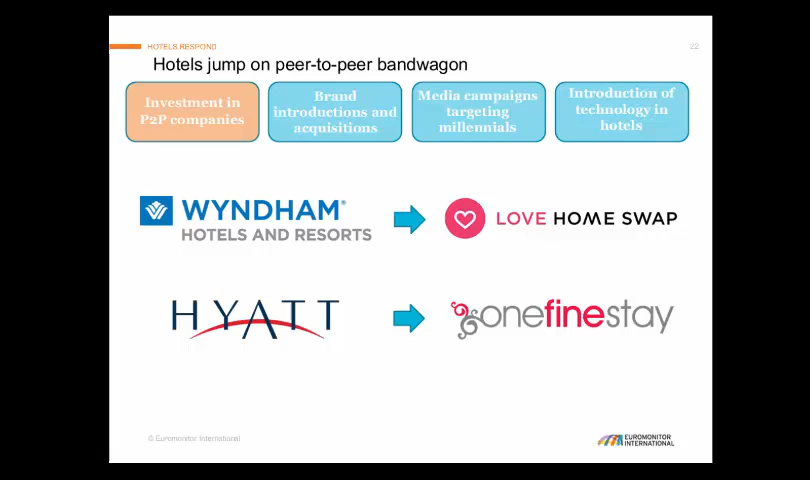 HOTELS RESPOND
22
Hotels jump on peer-to-peer bandwagon
Investment in
P2P companies
Brand
introductions and
acquisitions
Media campaigns
targeting
millennials
Introduction of
technology in
hotels
WYNDHAM®
HOTELS AND RESORTS
LOVE HOME SWAP
HYATT
onefinestay
© Euromonitor International
EUROMONITOR
INTERNATIONAL